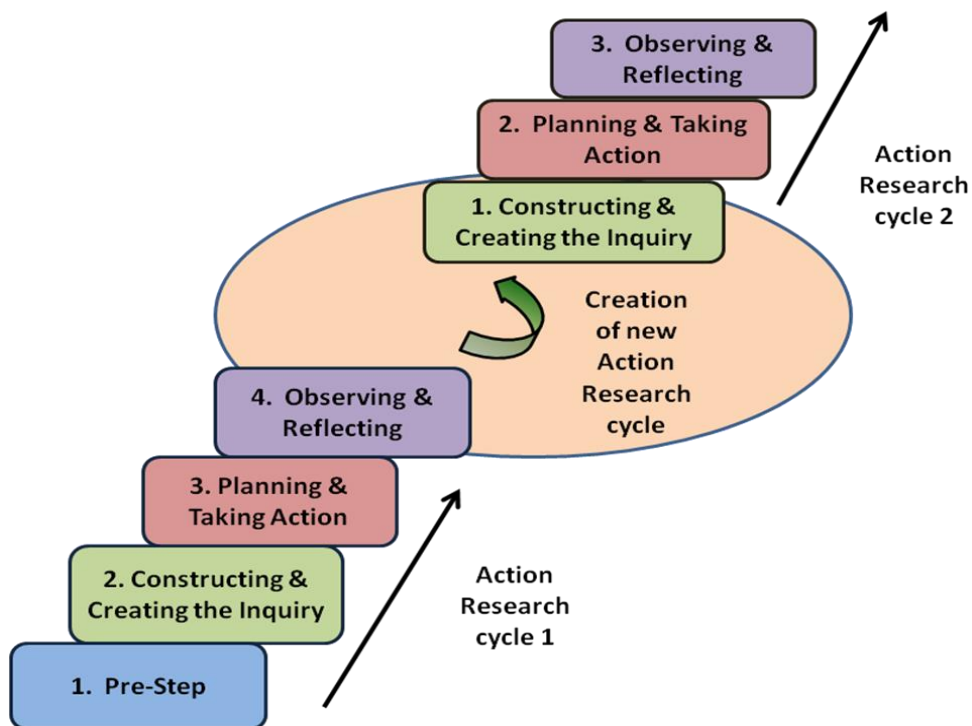 3. Observing &
Reflecting
2. Planning & Taking
Action
1. Constructing &
Creating the Inquiry
Action
Research
cycle 2
Creation
of new
Action
Research
cycle
4. Observing &
Reflecting
3. Planning &
Taking Action
2. Constructing &
Creating the Inquiry
1. Pre-Step
Action
Research
cycle 1